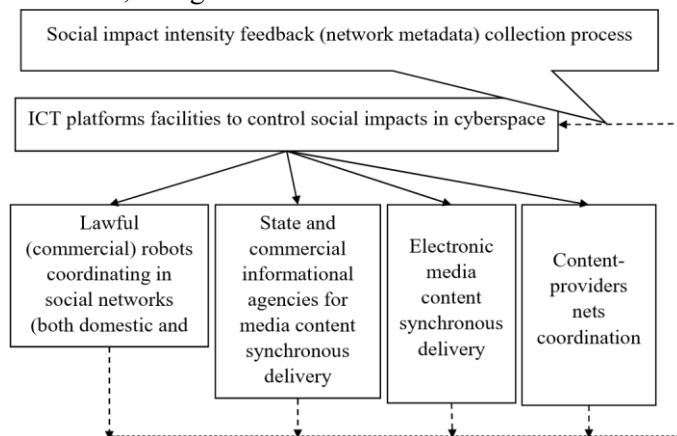 Social impact intensity feedback (network metadata) collection process
ICT platforms facilities to control social impacts in cyberspace
Lawful
(commercial) robots
coordinating in
social networks
(both domestic and
State and
commercial
informational
agencies for
media content
synchronous
delivery
Electronic
media
content
synchronous
delivery
Content-
providers
nets
coordination